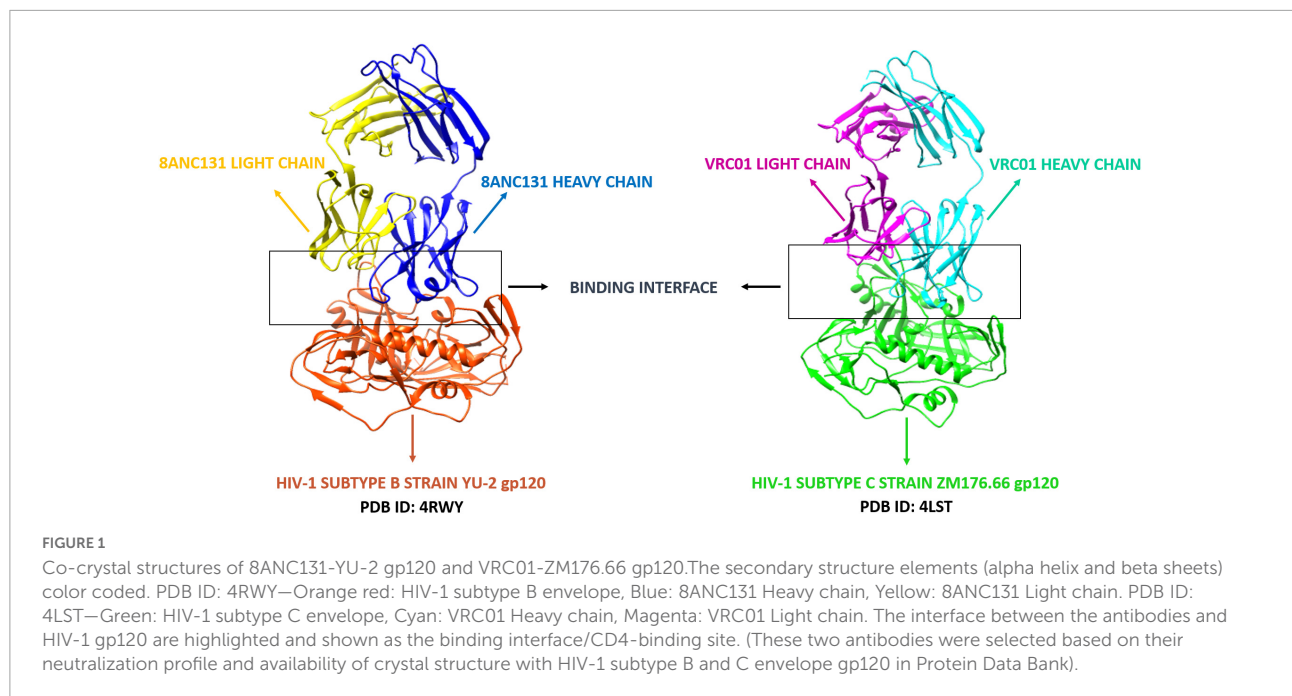 8ANC131 LIGHT CHAIN
8ANC131 HEAVY CHAIN
VRC01 LIGHT CHAIN
VRC01 HEAVY CHAIN
BINDING INTERFACE
HIV-1 SUBTYPE B STRAIN YU-2 gp120
PDB ID: 4RWY
HIV-1 SUBTYPE C STRAIN ZM176.66 gp120
PDB ID: 4LST
FIGURE 1
Co-crystal structures of 8ANC131-YU-2 gp120 and VRC01-ZM176.66 gp120.The secondary structure elements (alpha helix and beta sheets)
color coded. PDB ID: 4RWY—Orange red: HIV-1 subtype B envelope, Blue: 8ANC131 Heavy chain, Yellow: 8ANC131 Light chain. PDB ID:
4LST—Green: HIV-1 subtype C envelope, Cyan: VRC01 Heavy chain, Magenta: VRC01 Light chain. The interface between the antibodies and
HIV-1 gp120 are highlighted and shown as the binding interface/CD4-binding site. (These two antibodies were selected based on their
neutralization profile and availability of crystal structure with HIV-1 subtype B and C envelope gp120 in Protein Data Bank).